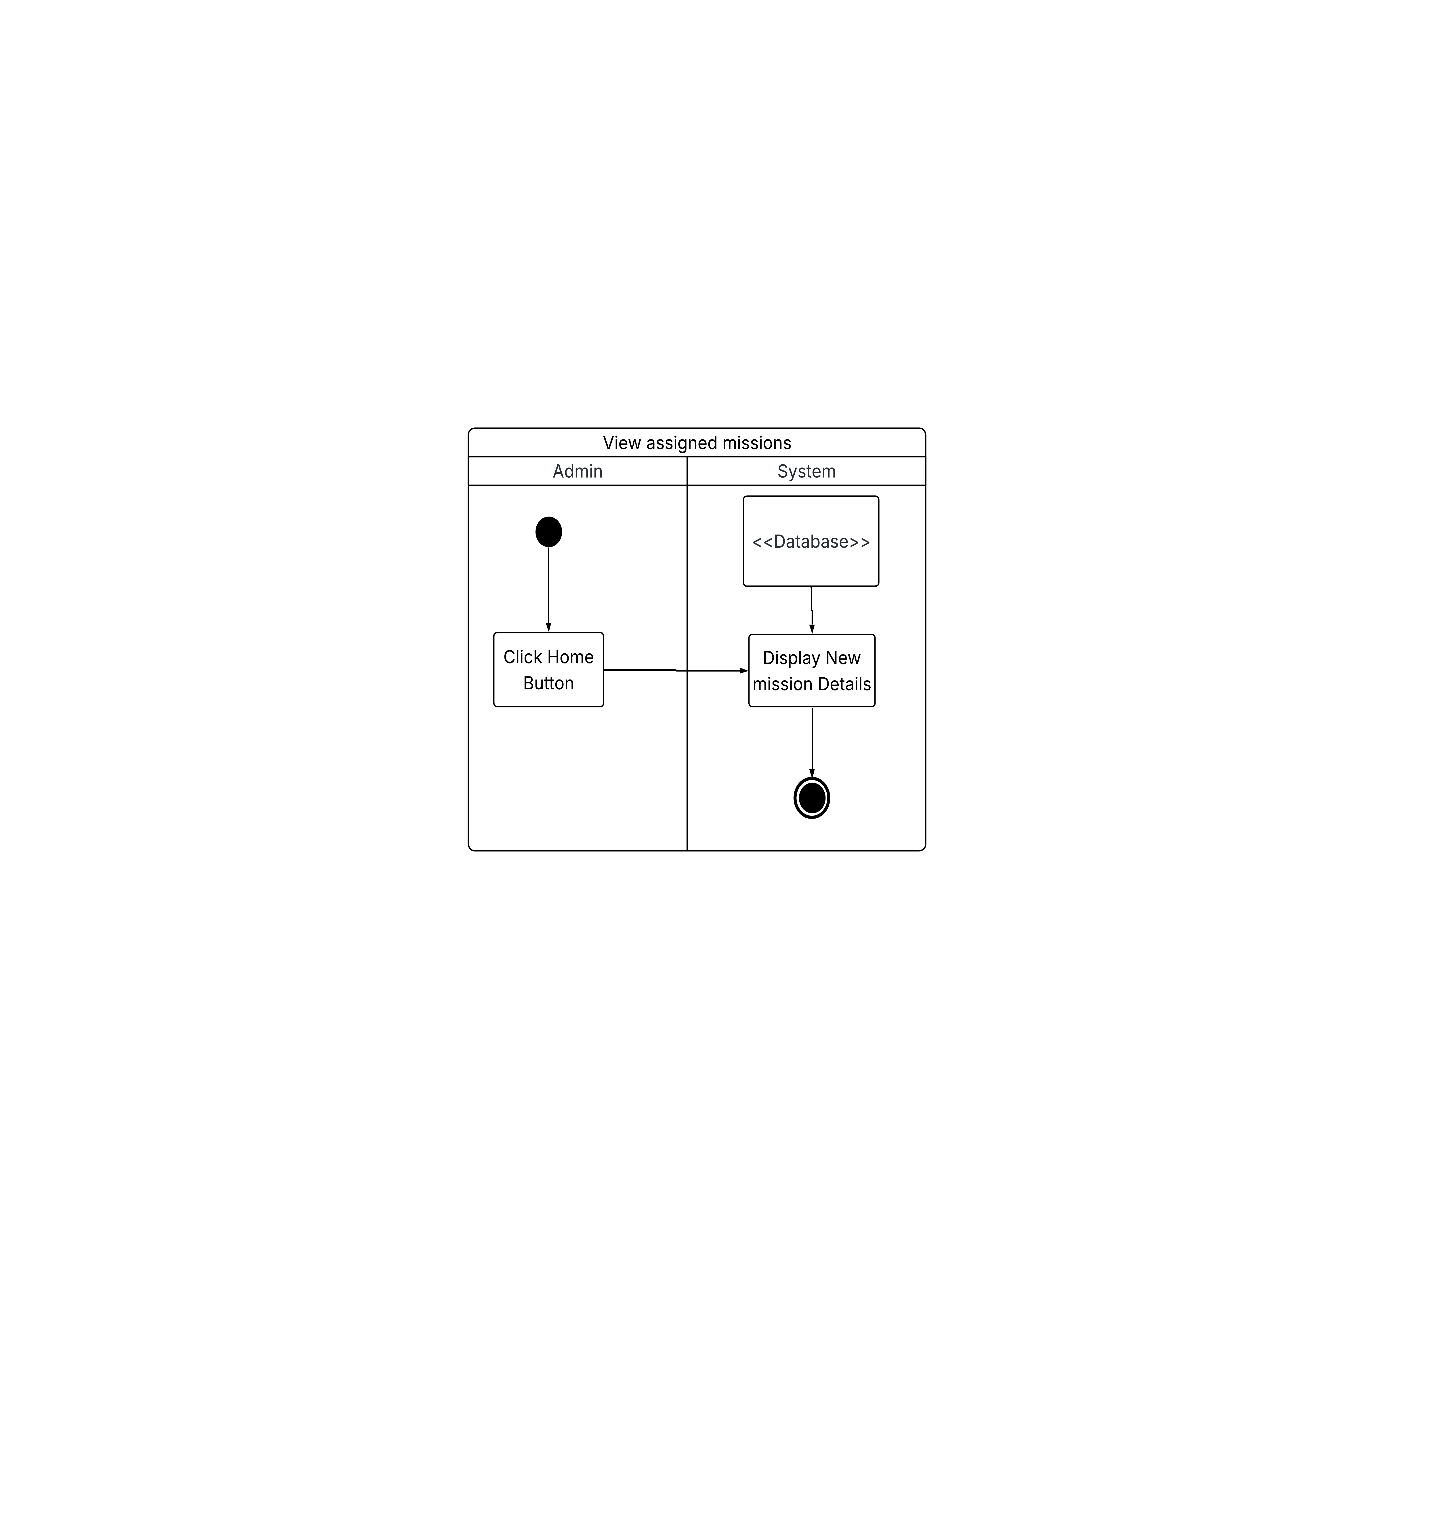 View assigned missions
Admin
System
<<Database>>
Click Home
Button
Display New
mission Details